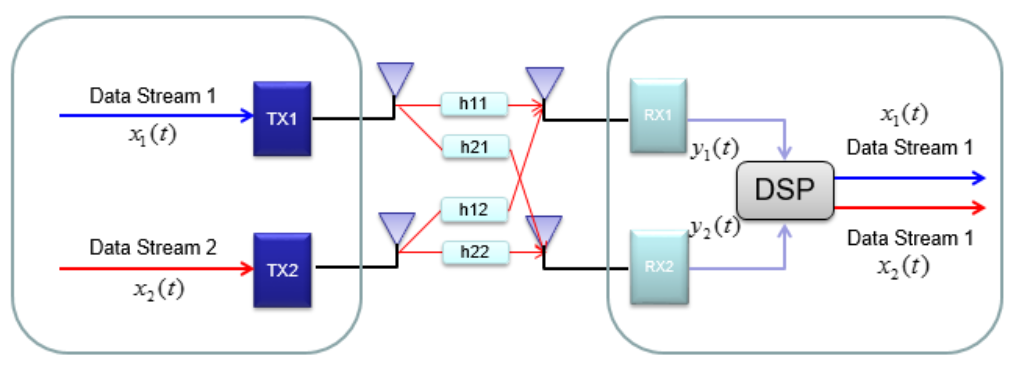 Data Stream 1
x₁(t)
TX1
h11
h21
h12
h22
Data Stream 2
x₂(t)
TX2
RX1
y₁(t)
RX2
y₂(t)
DSP
x₁(t)
Data Stream 1
Data Stream 1
x₂(t)